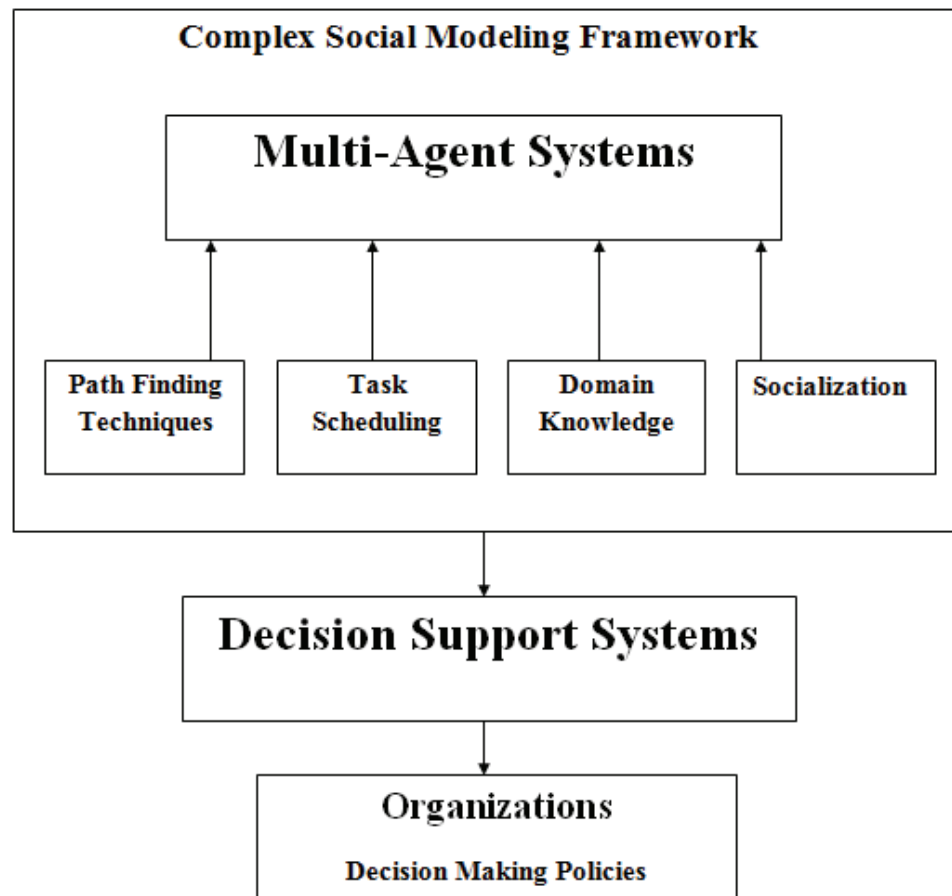 Complex Social Modeling Framework
Multi-Agent Systems
Path Finding
Techniques
Task
Scheduling
Domain
Knowledge
Socialization
Decision Support Systems
Organizations
Decision Making Policies